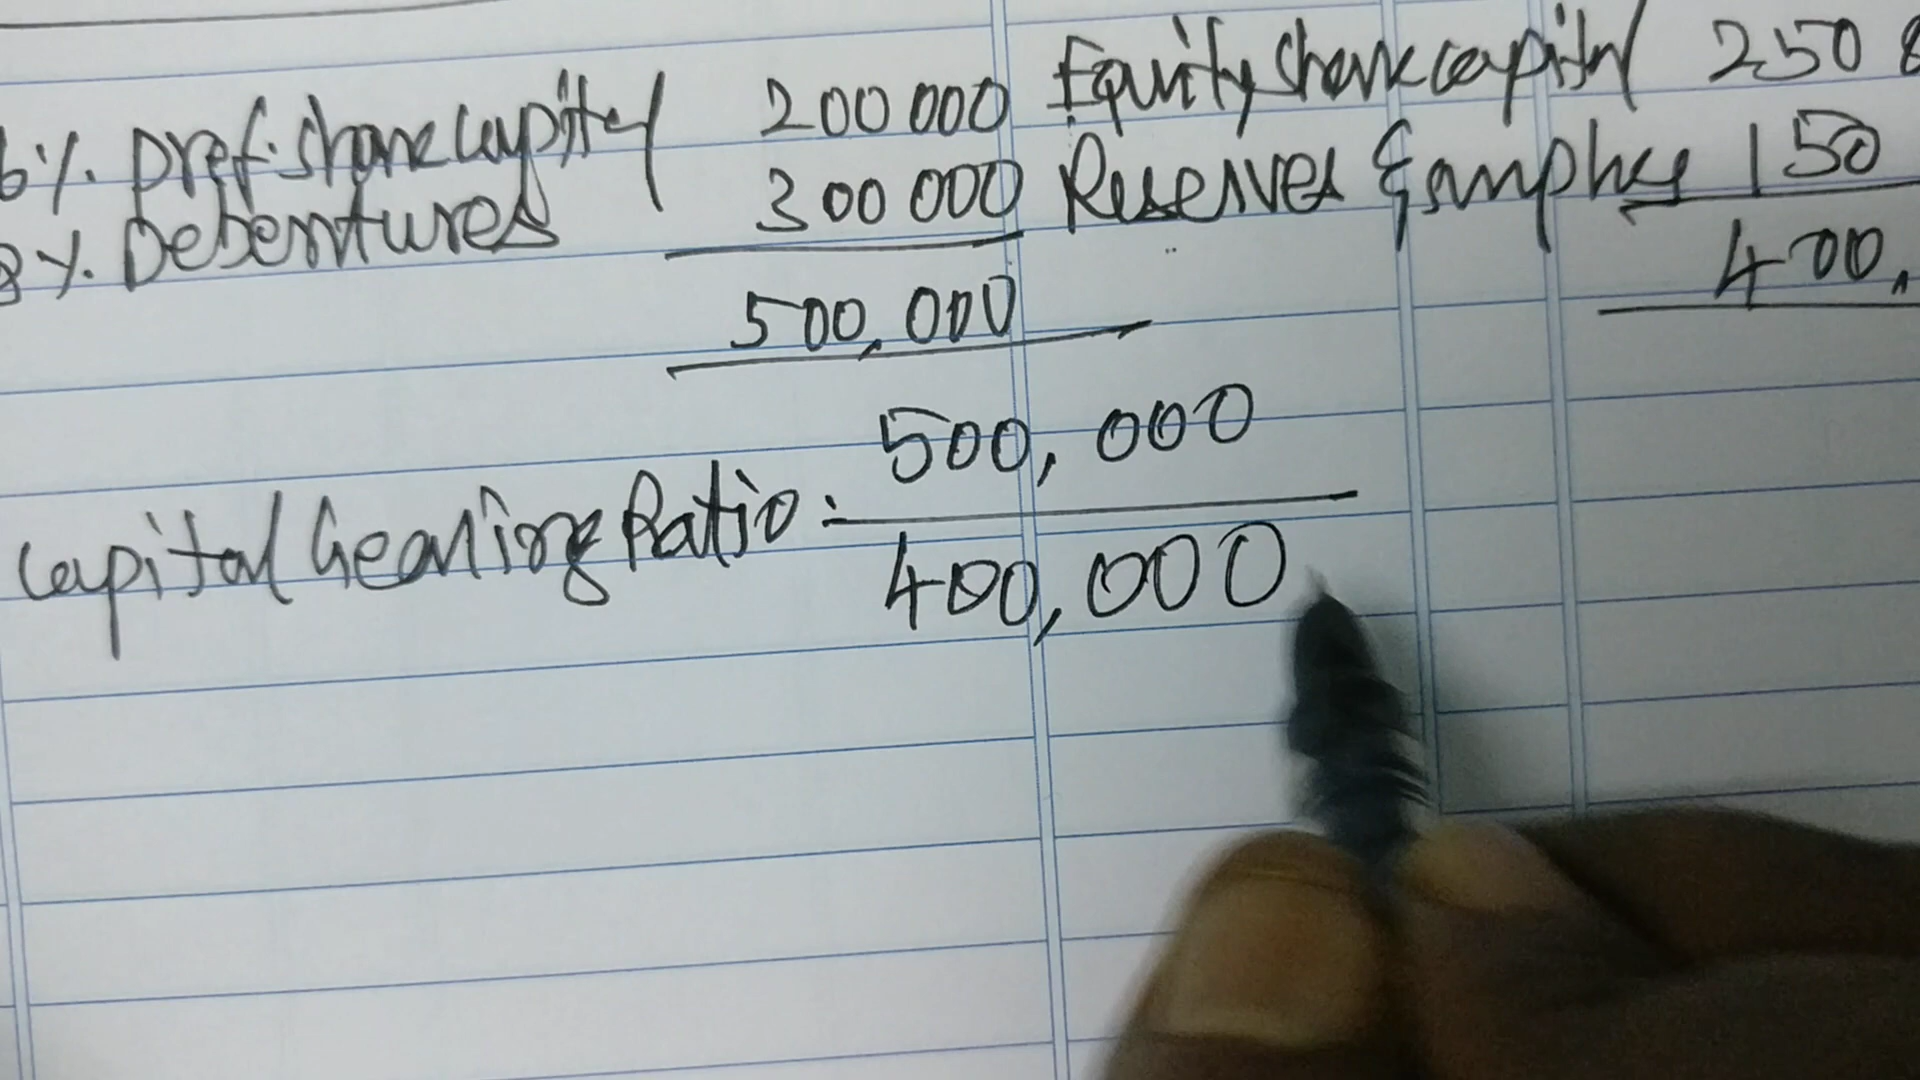 6%. Pref. Share Capital 200 000 Equity Share capital 250
8%. Debentures 300 000 Reserves & surplus 150
500,000 400,
500,000
Capital Gearing Ratio:
400,000